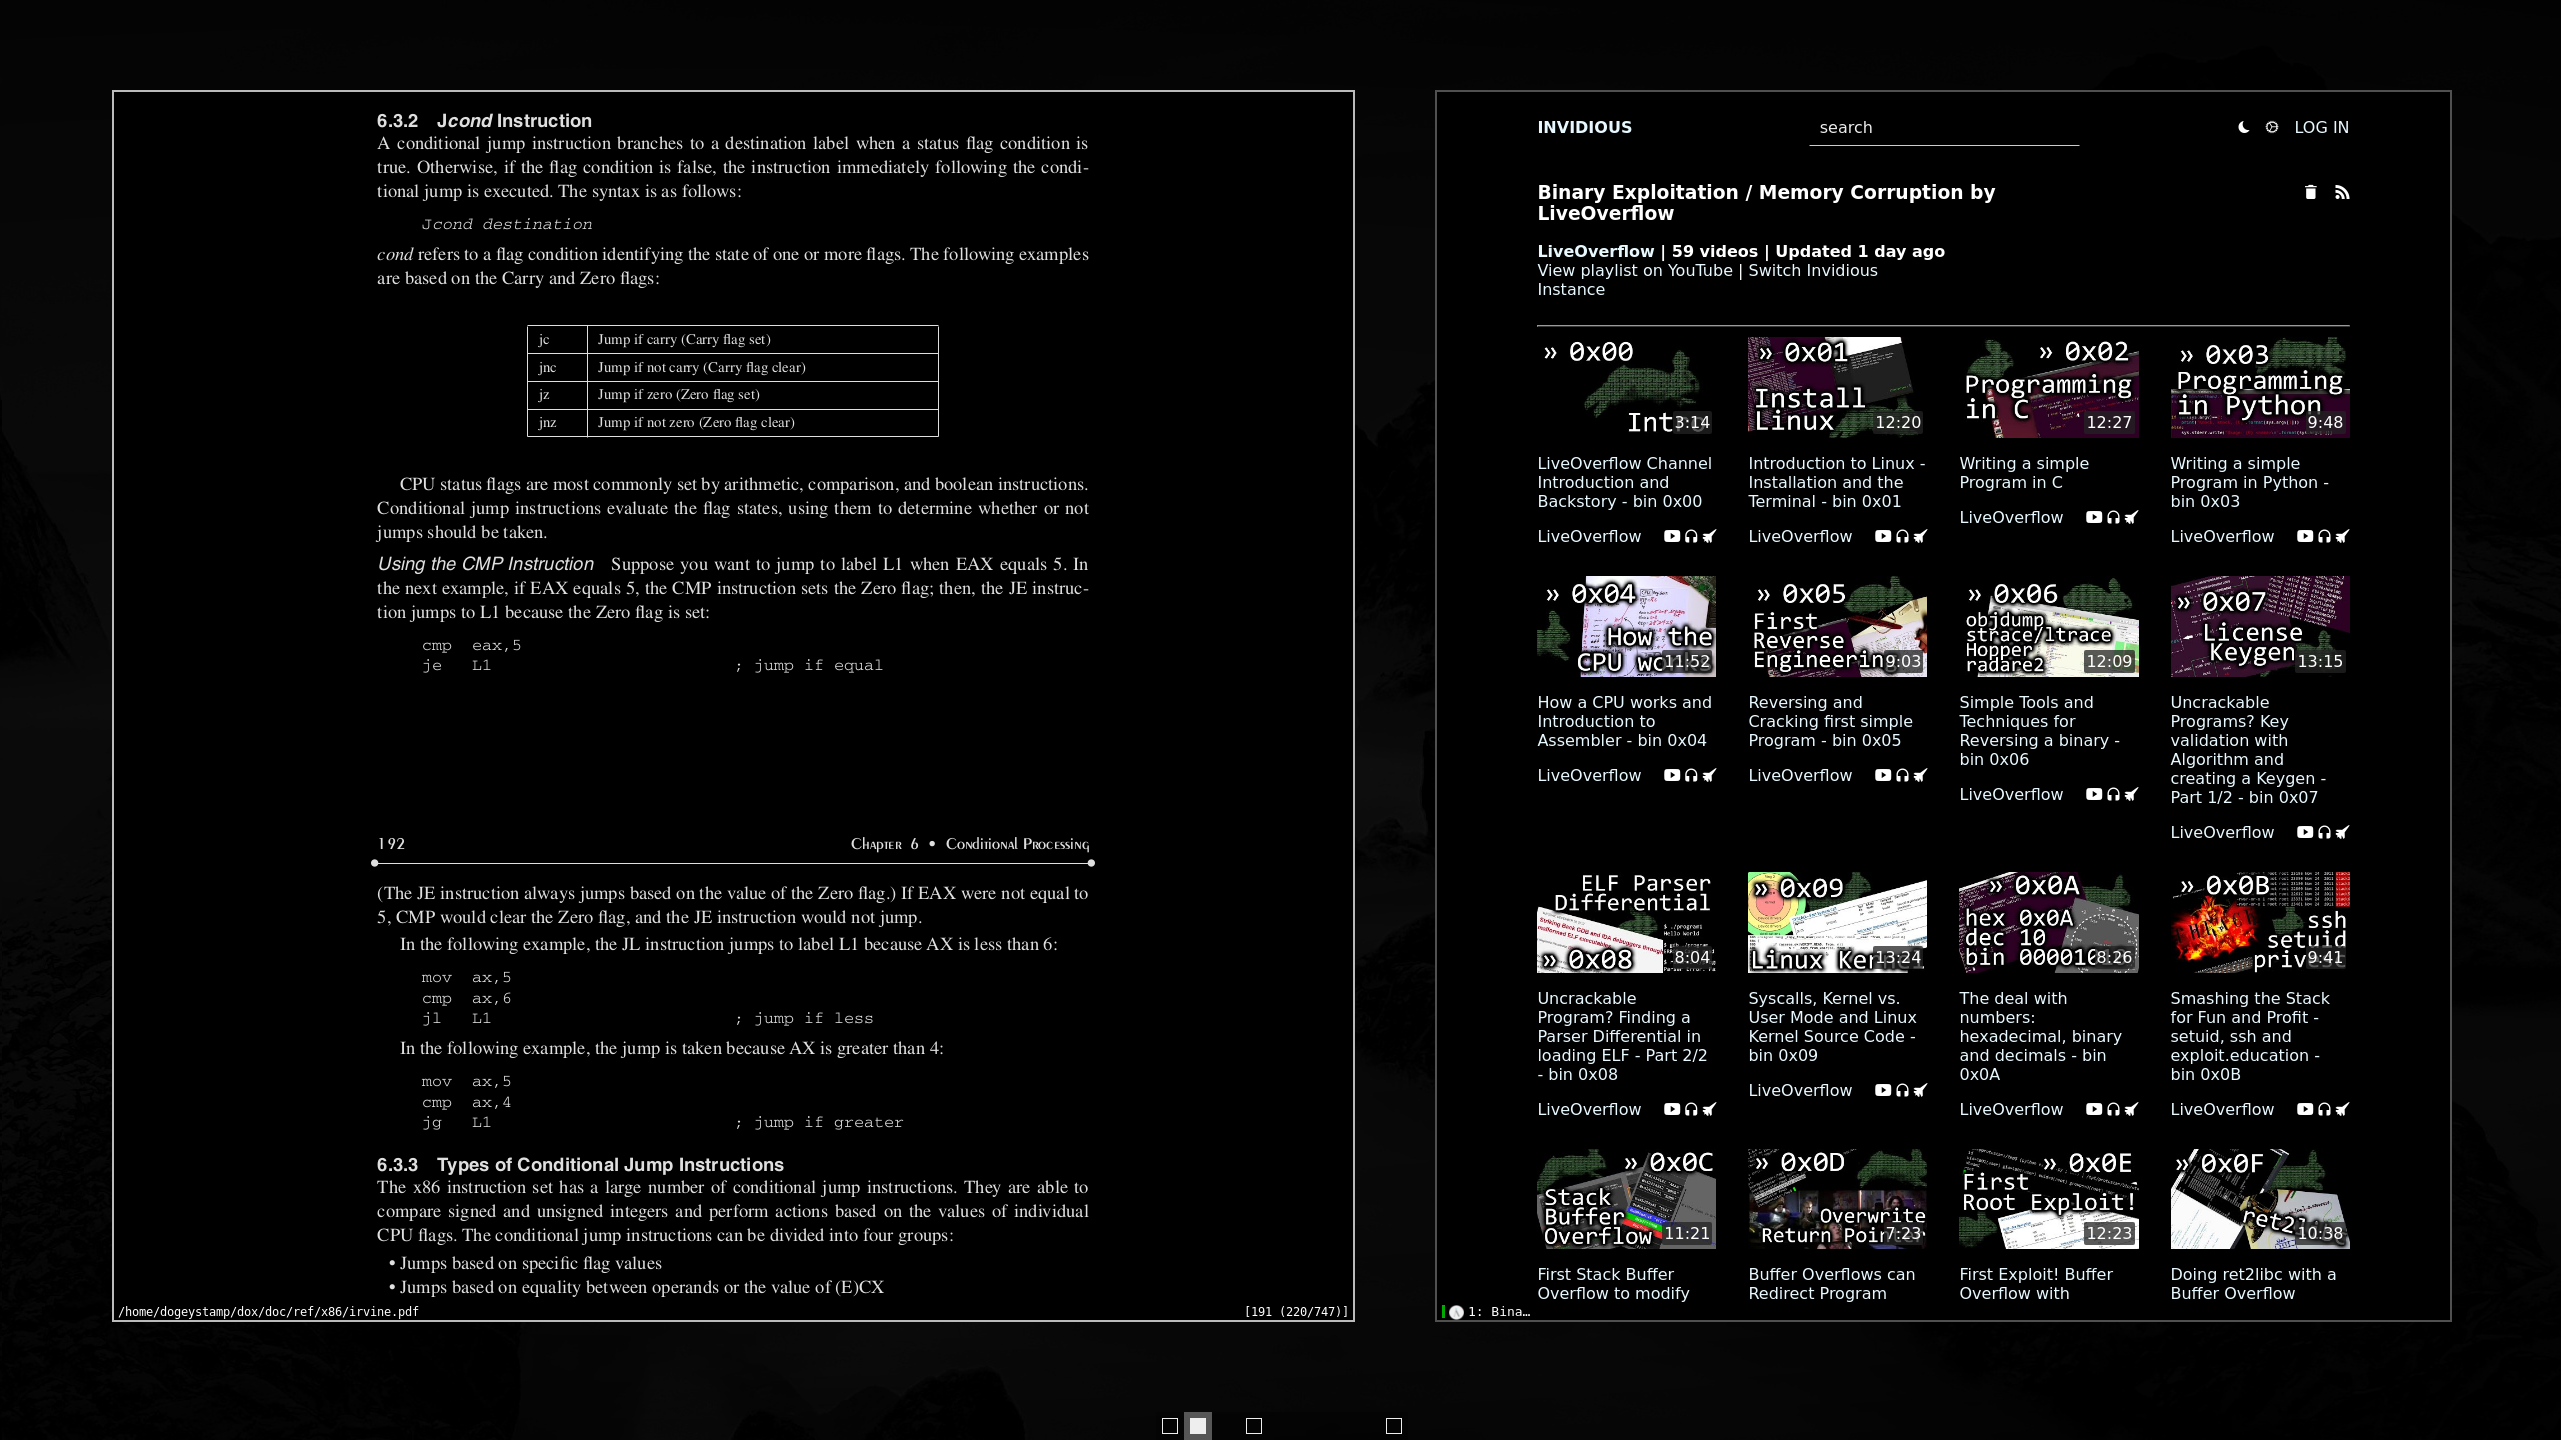 6.3.2 Jcond Instruction
A conditional jump instruction branches to a destination label when a status flag condition is
true. Otherwise, if the flag condition is false, the instruction immediately following the condi-
tional jump is executed. The syntax is as follows:
Jcond destination
cond refers to a flag condition identifying the state of one or more flags. The following examples
are based on the Carry and Zero flags:
jc Jump if carry (Carry flag set)
jnc Jump if not carry (Carry flag clear)
jz Jump if zero (Zero flag set)
jnz Jump if not zero (Zero flag clear)
CPU status flags are most commonly set by arithmetic, comparison, and boolean instructions.
Conditional jump instructions evaluate the flag states, using them to determine whether or not
jumps should be taken.
Using the CMP Instruction Suppose you want to jump to label L1 when EAX equals 5. In
the next example, if EAX equals 5, the CMP instruction sets the Zero flag; then, the JE instruc-
tion jumps to L1 because the Zero flag is set:
cmp eax,5
je L1 ; jump if equal
192 Chapter 6 • Conditional Processing
(The JE instruction always jumps based on the value of the Zero flag.) If EAX were not equal to
5, CMP would clear the Zero flag, and the JE instruction would not jump.
In the following example, the JL instruction jumps to label L1 because AX is less than 6:
mov ax,5
cmp ax,6
jl L1 ; jump if less
In the following example, the jump is taken because AX is greater than 4:
mov ax,5
cmp ax,4
jg L1 ; jump if greater
6.3.3 Types of Conditional Jump Instructions
The x86 instruction set has a large number of conditional jump instructions. They are able to
compare signed and unsigned integers and perform actions based on the values of individual
CPU flags. The conditional jump instructions can be divided into four groups:
• Jumps based on specific flag values
• Jumps based on equality between operands or the value of (E)CX
/home/dogeystamp/dox/doc/ref/x86/irvine.pdf [191 (220/747)]
INVIDIOUS search LOG IN
Binary Exploitation / Memory Corruption by
LiveOverflow
LiveOverflow | 59 videos | Updated 1 day ago
View playlist on YouTube | Switch Invidious
Instance
» 0x00
3:14
LiveOverflow Channel
Introduction and
Backstory - bin 0x00
LiveOverflow
» 0x01
Install
Linux 12:20
Introduction to Linux -
Installation and the
Terminal - bin 0x01
LiveOverflow
» 0x02
Programming
in C 12:27
Writing a simple
Program in C
LiveOverflow
» 0x03
Programming
in Python
9:48
Writing a simple
Program in Python -
bin 0x03
LiveOverflow
» 0x04
How the
CPU 11:52
How a CPU works and
Introduction to
Assembler - bin 0x04
LiveOverflow
» 0x05
First
Reverse
Engineerin 9:03
Reversing and
Cracking first simple
Program - bin 0x05
LiveOverflow
» 0x06
objdump
strace/ltrace
Hopper
radare2 12:09
Simple Tools and
Techniques for
Reversing a binary -
bin 0x06
LiveOverflow
» 0x07
License
Keygen
13:15
Uncrackable
Programs? Key
validation with
Algorithm and
creating a Keygen -
Part 1/2 - bin 0x07
LiveOverflow
ELF Parser
Differential
» 0x08 8:04
Uncrackable
Program? Finding a
Parser Differential in
loading ELF - Part 2/2
- bin 0x08
LiveOverflow
» 0x09
Linux Ker 13:24
Syscalls, Kernel vs.
User Mode and Linux
Kernel Source Code -
bin 0x09
LiveOverflow
» 0x0A
hex 0x0A
dec 10
bin 000010 8:26
The deal with
numbers:
hexadecimal, binary
and decimals - bin
0x0A
LiveOverflow
» 0x0B
ssh
setuid
priv 9:41
Smashing the Stack
for Fun and Profit -
setuid, ssh and
exploit.education -
bin 0x0B
LiveOverflow
» 0x0C
Stack
Buffer
Overflow 11:21
First Stack Buffer
Overflow to modify
» 0x0D
Overwrite
Return Poin 7:23
Buffer Overflows can
Redirect Program
» 0x0E
First
Root Exploit!
12:23
First Exploit! Buffer
Overflow with
» 0x0F
ret2 10:38
Doing ret2libc with a
Buffer Overflow
1: Bina…